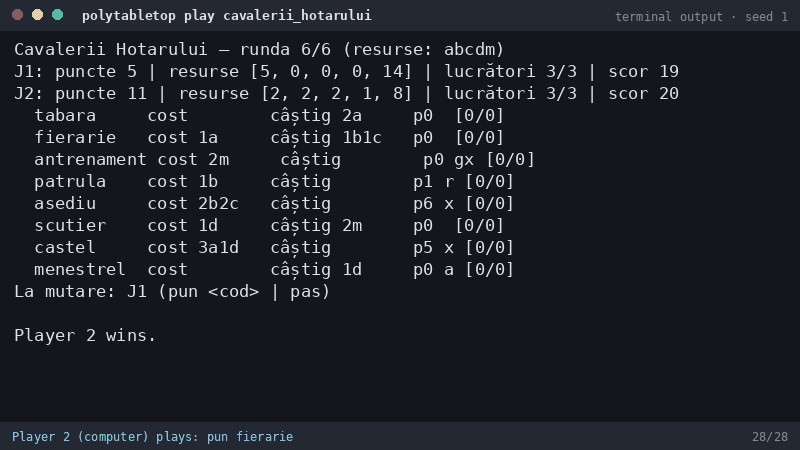 polytabletop play cavalerii_hotarului
terminal output · seed 1
Cavalerii Hotarului — runda 6/6 (resurse: abcdm)
J1: puncte 5 | resurse [5, 0, 0, 0, 14] | lucrători 3/3 | scor 19
J2: puncte 11 | resurse [2, 2, 2, 1, 8] | lucrători 3/3 | scor 20
tabara cost câștig 2a p0 [0/0]
fierarie cost 1a câștig 1b1c p0 [0/0]
antrenament cost 2m câștig p0 gx [0/0]
patrula cost 1b câștig p1 r [0/0]
asediu cost 2b2c câștig p6 x [0/0]
scutier cost 1d câștig 2m p0 [0/0]
castel cost 3a1d câștig p5 x [0/0]
menestrel cost câștig 1d p0 a [0/0]
La mutare: J1 (pun <cod> | pas)
Player 2 wins.
Player 2 (computer) plays: pun fierarie
28/28